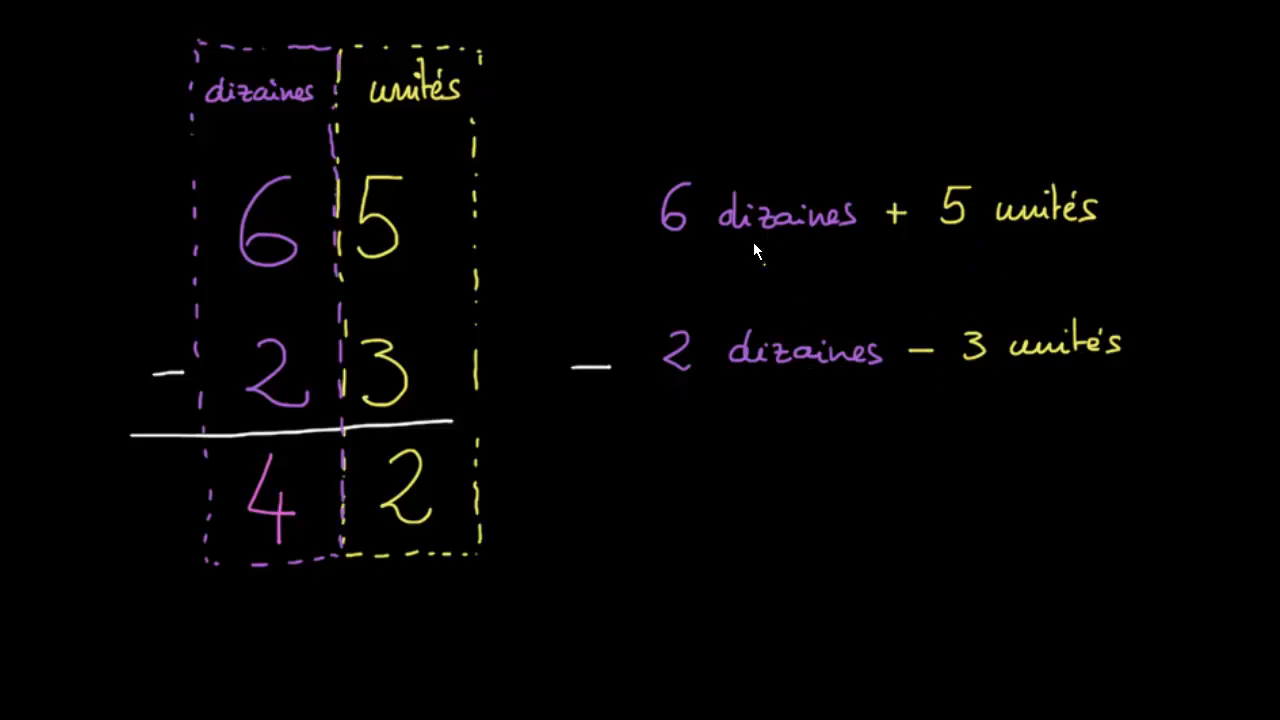 dizaines unités
6 5
6 dizaines + 5 unités
- 2 3
- 2 dizaines - 3 unités
4 2